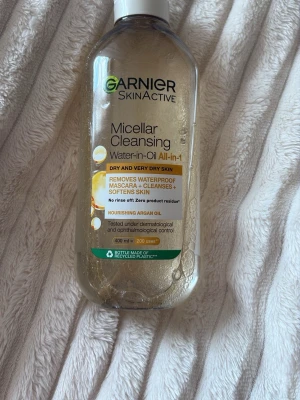 GARNIER
SKINACTIVE
Micellar
Cleansing
Water-in-Oil All-in-1
DRY AND VERY DRY SKIN
REMOVES WATERPROOF
MASCARA + CLEANSES +
SOFTENS SKIN
No rinse off! Zero product residue*
NOURISHING ARGAN OIL
Tested under dermatological
and ophthalmological control
400 ml e
BOTTLE MADE OF
RECYCLED PLASTIC**